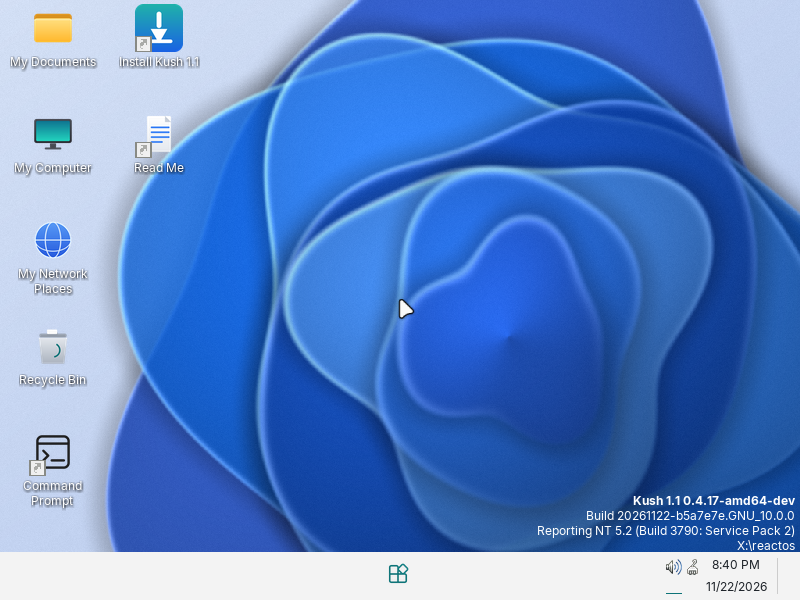 My Documents
Install Kush 1.1
My Computer
Read Me
My Network
Places
Recycle Bin
Command
Prompt
Kush 1.1 0.4.17-amd64-dev
Build 20261122-b5a7e7e.GNU_10.0.0
Reporting NT 5.2 (Build 3790: Service Pack 2)
X:\reactos
8:40 PM
11/22/2026